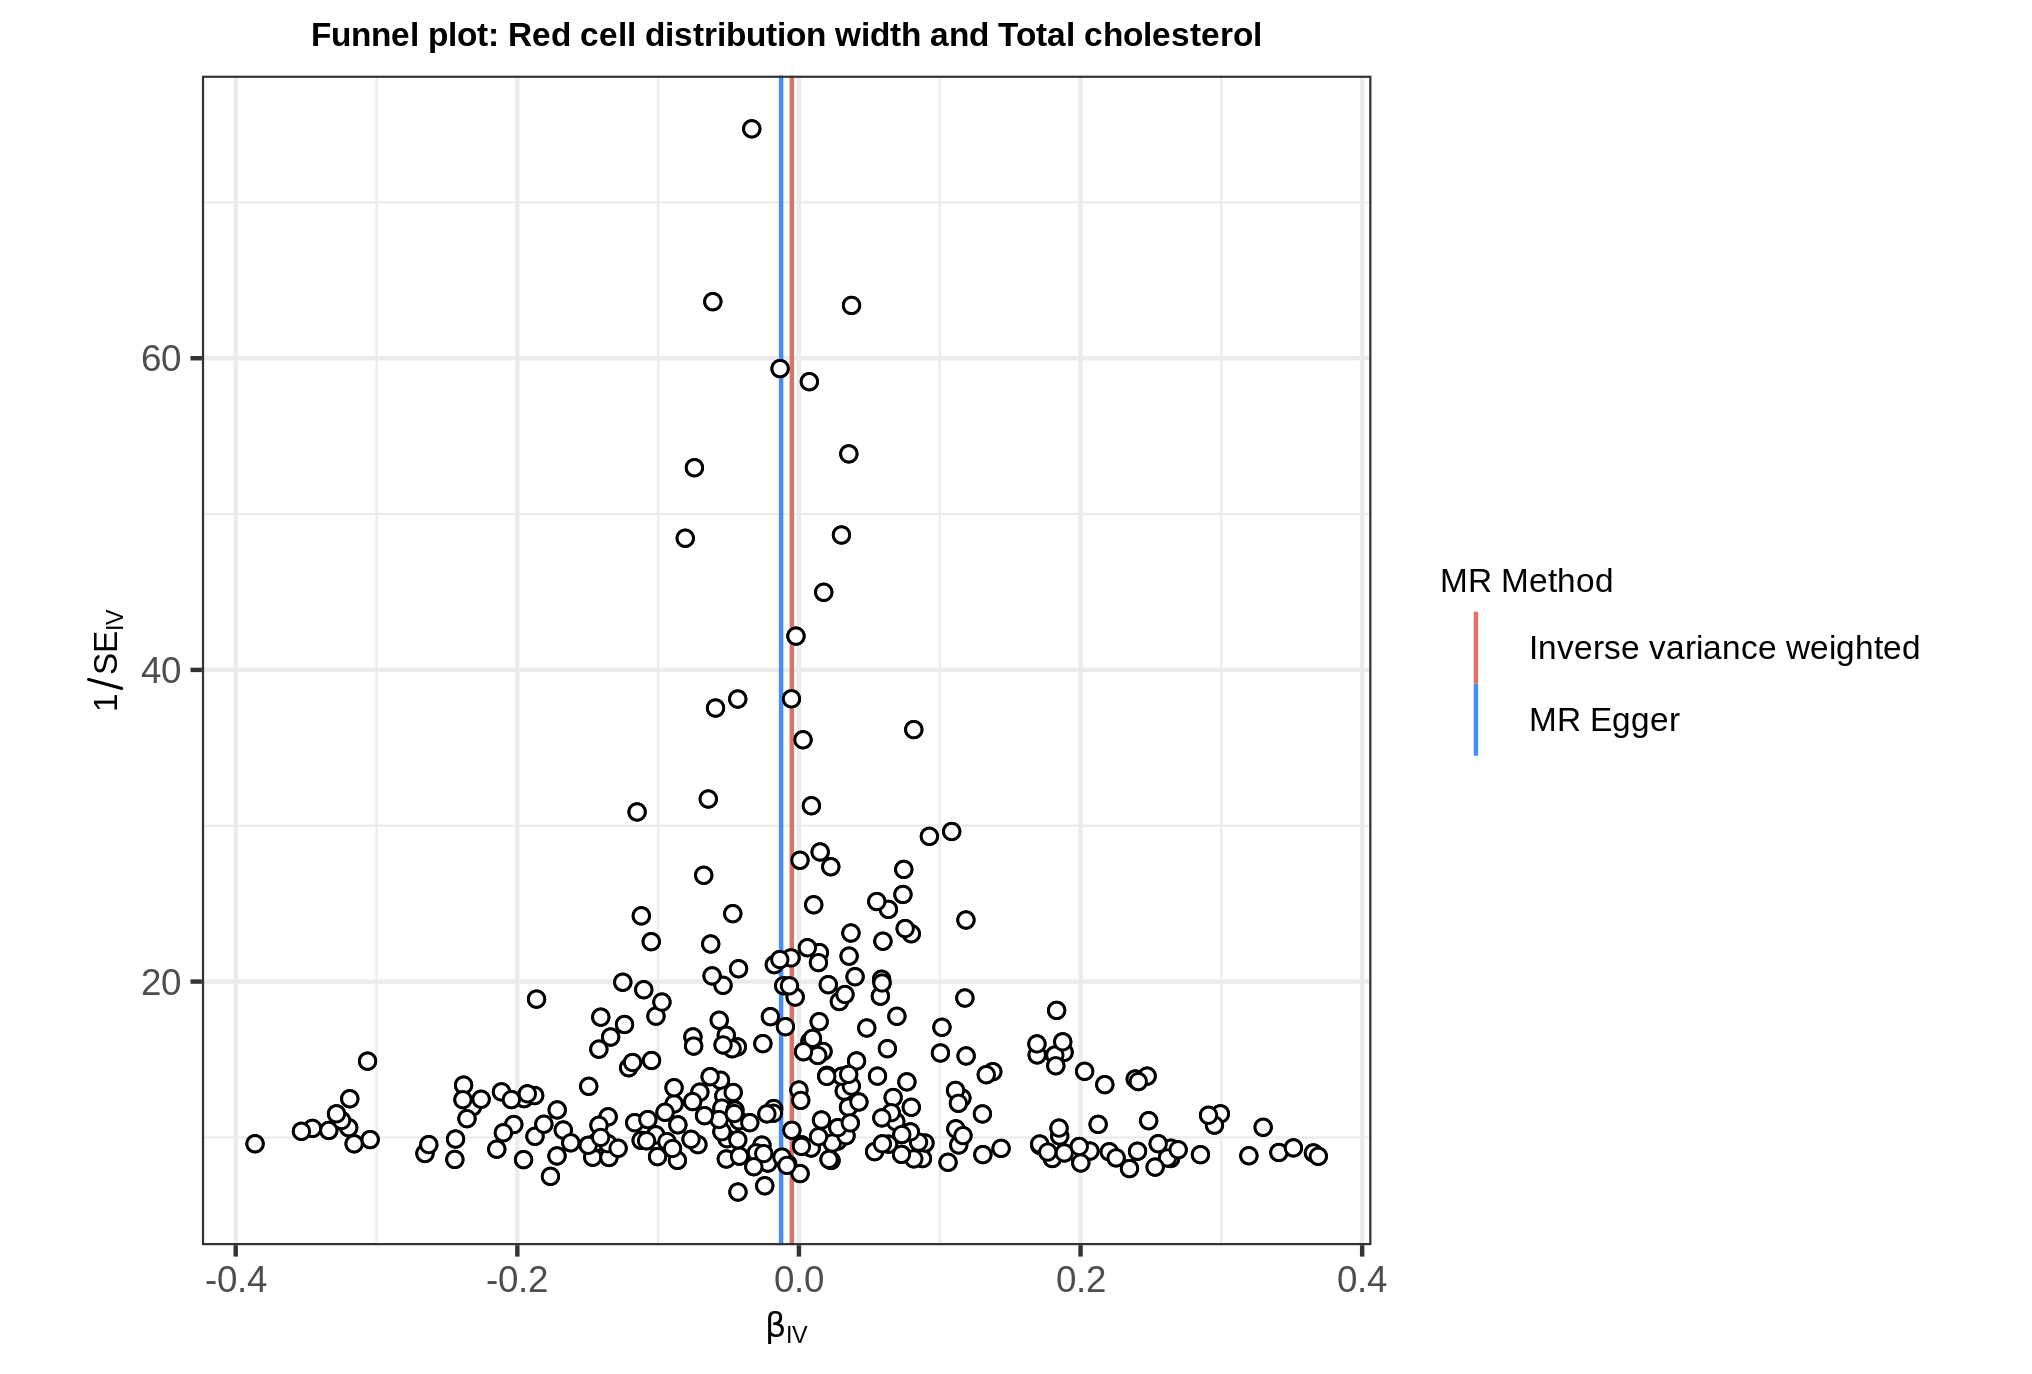 Funnel plot: Red cell distribution width and Total cholesterol
60
40
20
1/SEIV
-0.4 -0.2 0.0 0.2 0.4
βIV
MR Method
Inverse variance weighted
MR Egger